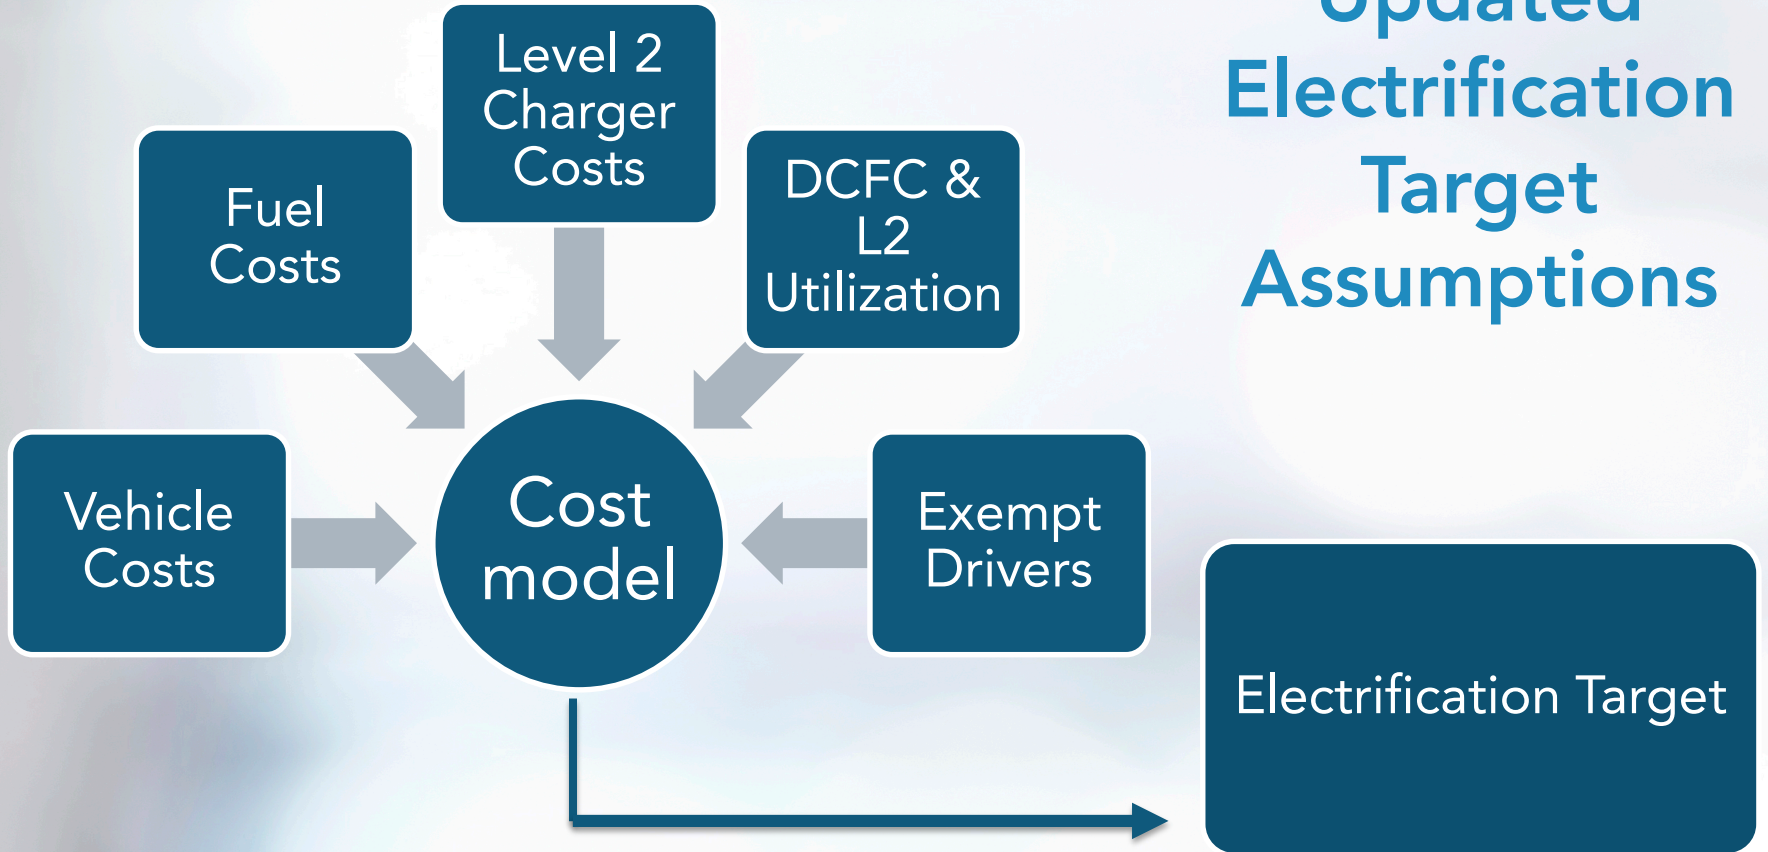 Updated
Electrification
Target
Assumptions
Level 2
Charger
Costs
Fuel
Costs
DCFC &
L2
Utilization
Vehicle
Costs
Cost
model
Exempt
Drivers
Electrification Target